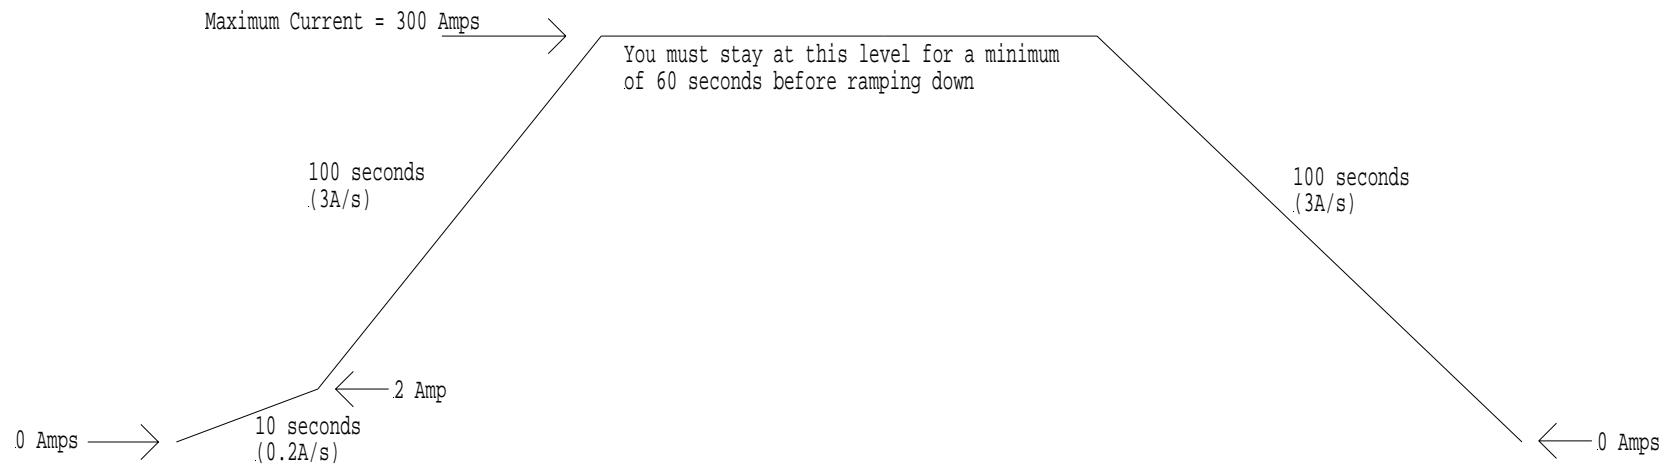 Maximum Current = 300 Amps
You must stay at this level for a minimum
of 60 seconds before ramping down
100 seconds
(3A/s)
100 seconds
(3A/s)
2 Amp
10 seconds
(0.2A/s)
0 Amps
0 Amps